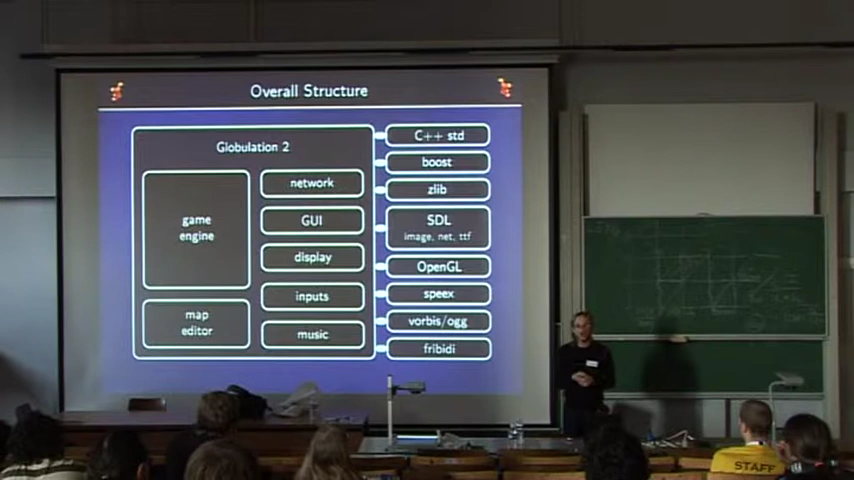 Overall Structure
Globulation 2
game
engine
map
editor
network
GUI
display
inputs
music
C++ std
boost
zlib
SDL
image, net, ttf
OpenGL
speex
vorbis/ogg
fribidi
STAFF